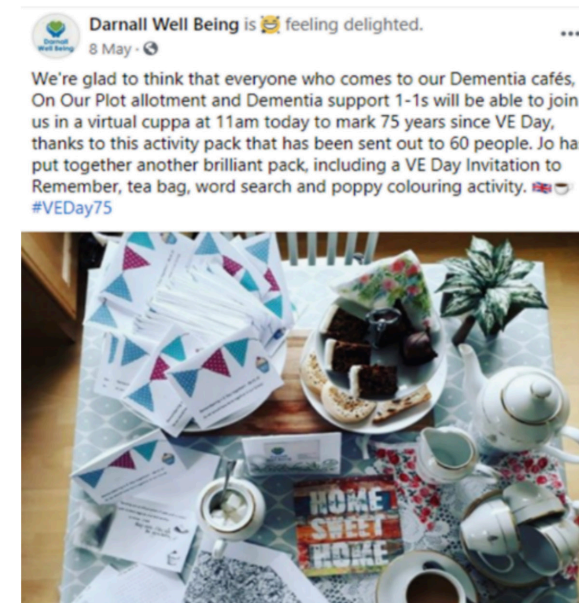 Darnall Well Being is 😂 feeling delighted.
8 May ·
Darnall
Well Being
We're glad to think that everyone who comes to our Dementia cafés,
On Our Plot allotment and Dementia support 1-1s will be able to join
us in a virtual cuppa at 11am today to mark 75 years since VE Day,
thanks to this activity pack that has been sent out to 60 people. Jo ha
put together another brilliant pack, including a VE Day Invitation to
Remember, tea bag, word search and poppy colouring activity. 🇬🇧☕
#VEDay75
HOME
SWEET
HOME